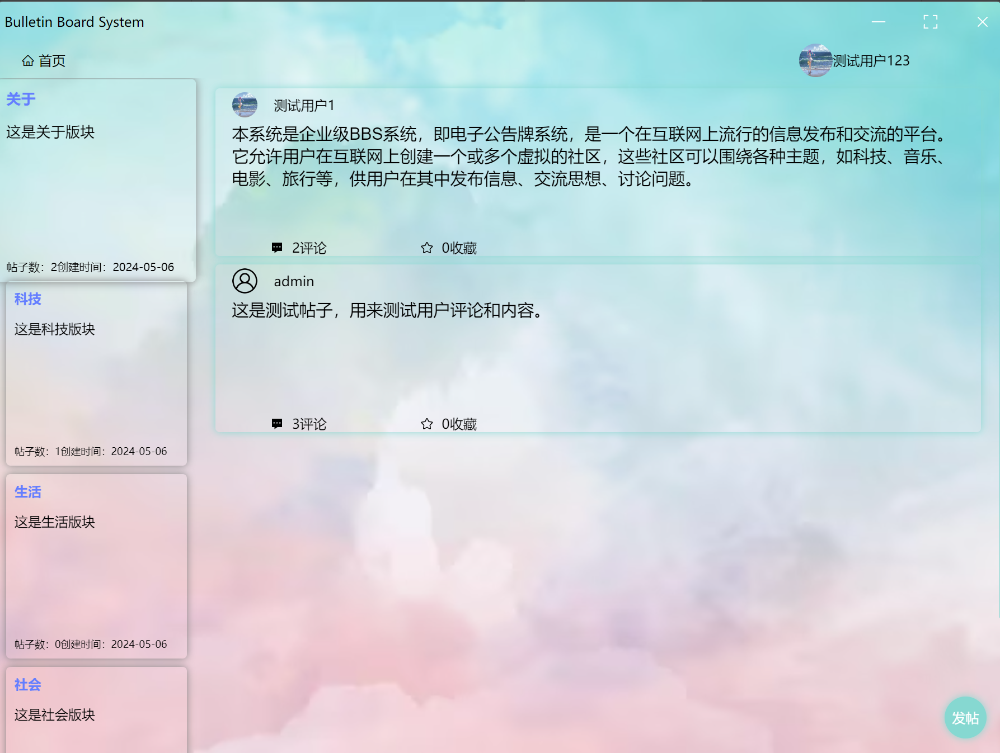 Bulletin Board System
首页
测试用户123
关于
这是关于版块
帖子数：2创建时间：2024-05-06
科技
这是科技版块
帖子数：1创建时间：2024-05-06
生活
这是生活版块
帖子数：0创建时间：2024-05-06
社会
这是社会版块
测试用户1
本系统是企业级BBS系统，即电子公告牌系统，是一个在互联网上流行的信息发布和交流的平台。
它允许用户在互联网上创建一个或多个虚拟的社区，这些社区可以围绕各种主题，如科技、音乐、
电影、旅行等，供用户在其中发布信息、交流思想、讨论问题。
2评论 0收藏
admin
这是测试帖子，用来测试用户评论和内容。
3评论 0收藏
发帖